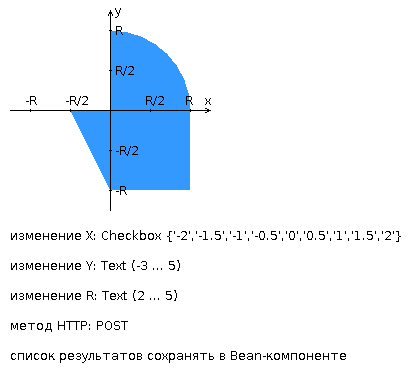 y
R
R/2
-R
-R/2
R/2
R
x
-R/2
-R
изменение X: Checkbox {'-2','-1.5','-1','-0.5','0','0.5','1','1.5','2'}
изменение Y: Text (-3 ... 5)
изменение R: Text (2 ... 5)
метод HTTP: POST
список результатов сохранять в Bean-компоненте